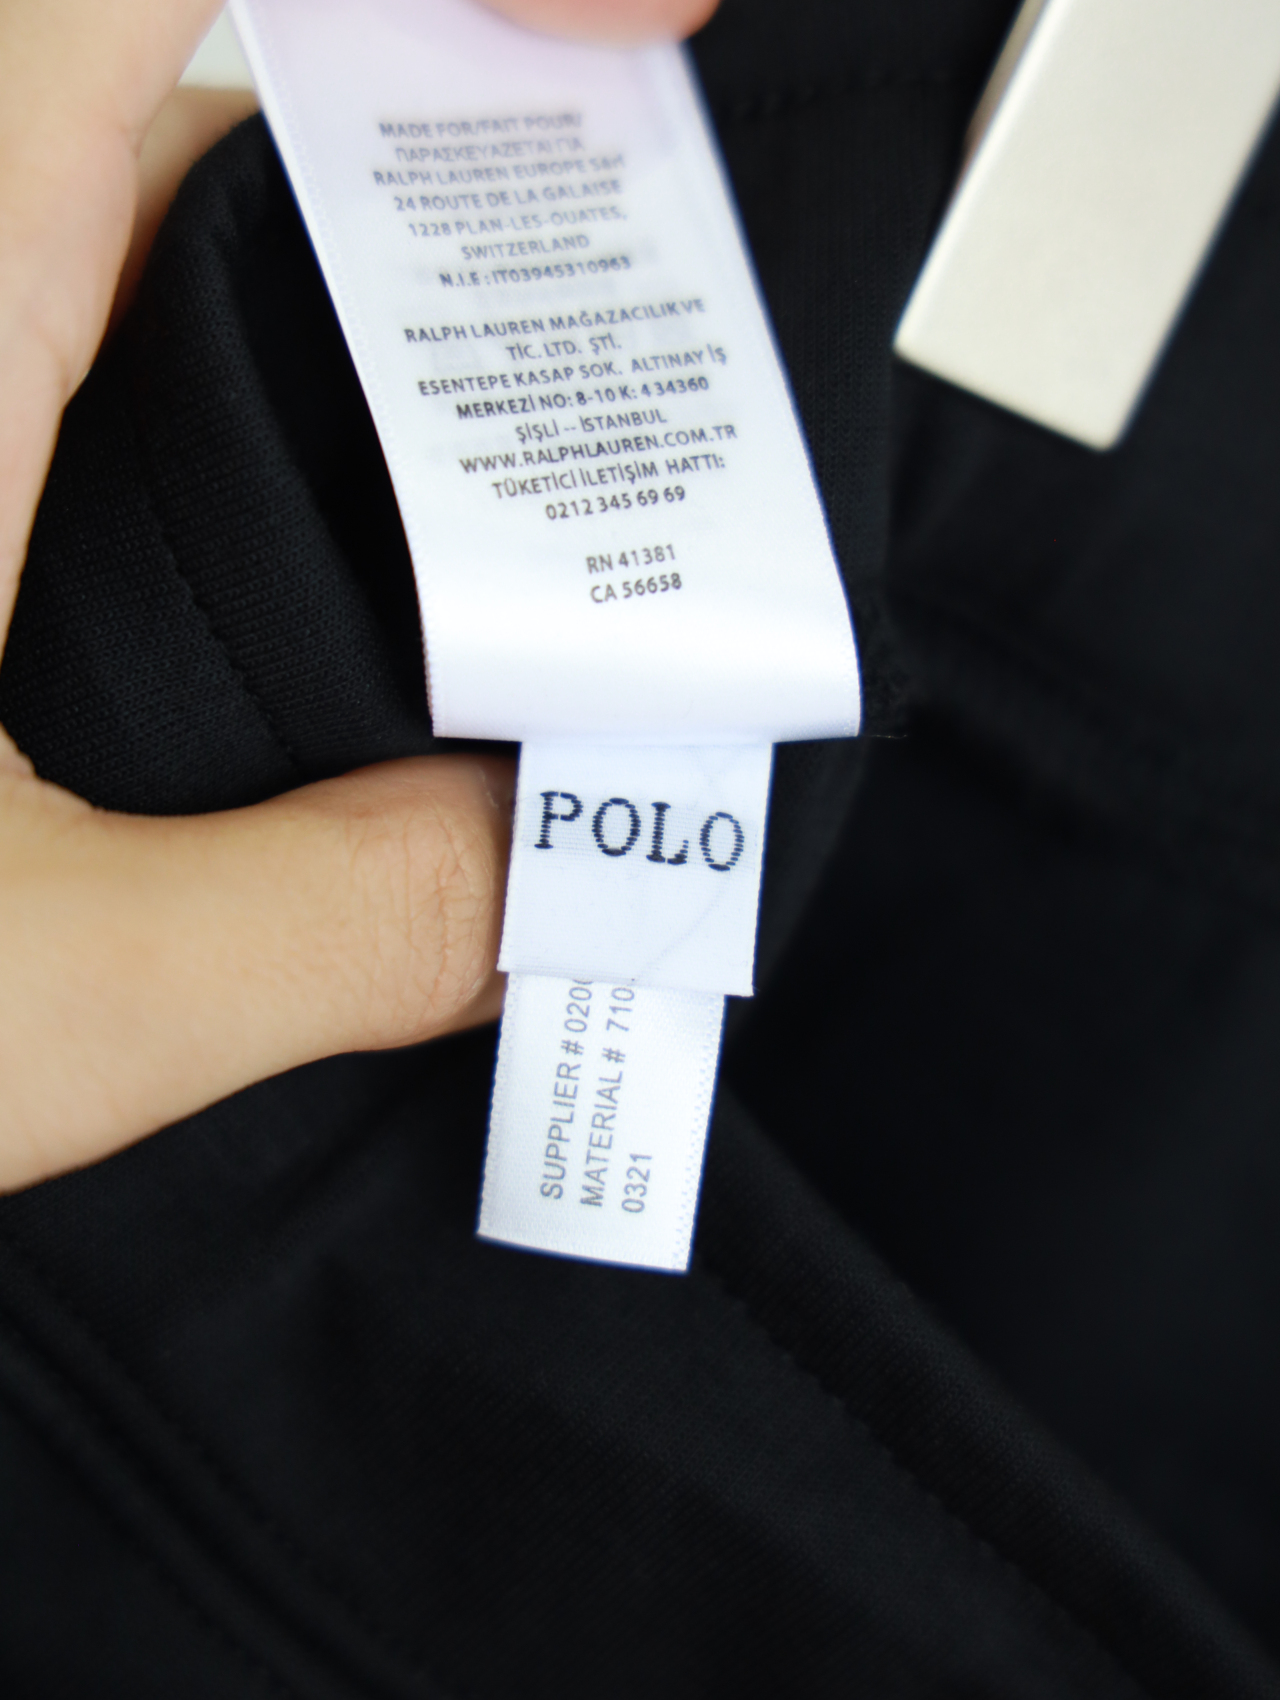 MADE FOR/FAIT POUR/
ΠΑΡΑΣΚΕΥΑΖΕΤΑΙ ΓΙΑ
RALPH LAUREN EUROPE Sàrl
24 ROUTE DE LA GALAISE
1228 PLAN-LES-OUATES,
SWITZERLAND
N.I.E : IT03945310963
RALPH LAUREN MAĞAZACILIK VE
TİC. LTD. ŞTİ.
ESENTEPE KASAP SOK. ALTINAY İŞ
MERKEZİ NO: 8-10 K: 4 34360
ŞİŞLİ -- İSTANBUL
WWW.RALPHLAUREN.COM.TR
TÜKETİCİ İLETİŞİM HATTI:
0212 345 69 69
RN 41381
CA 56658
POLO
SUPPLIER # 020
MATERIAL # 710
0321